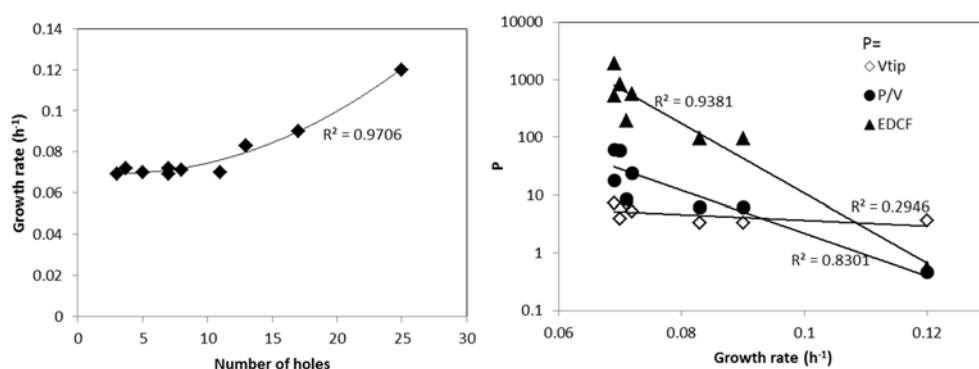 0.14
0.12
0.1
0.08
0.06
0.04
0.02
0
Growth rate (h⁻¹)
R² = 0.9706
0 5 10 15 20 25 30
Number of holes
10000
1000
100
10
1
0.1
P
P=
Vtip
P/V
EDCF
R² = 0.9381
R² = 0.2946
R² = 0.8301
0.06 0.08 0.1 0.12
Growth rate (h⁻¹)